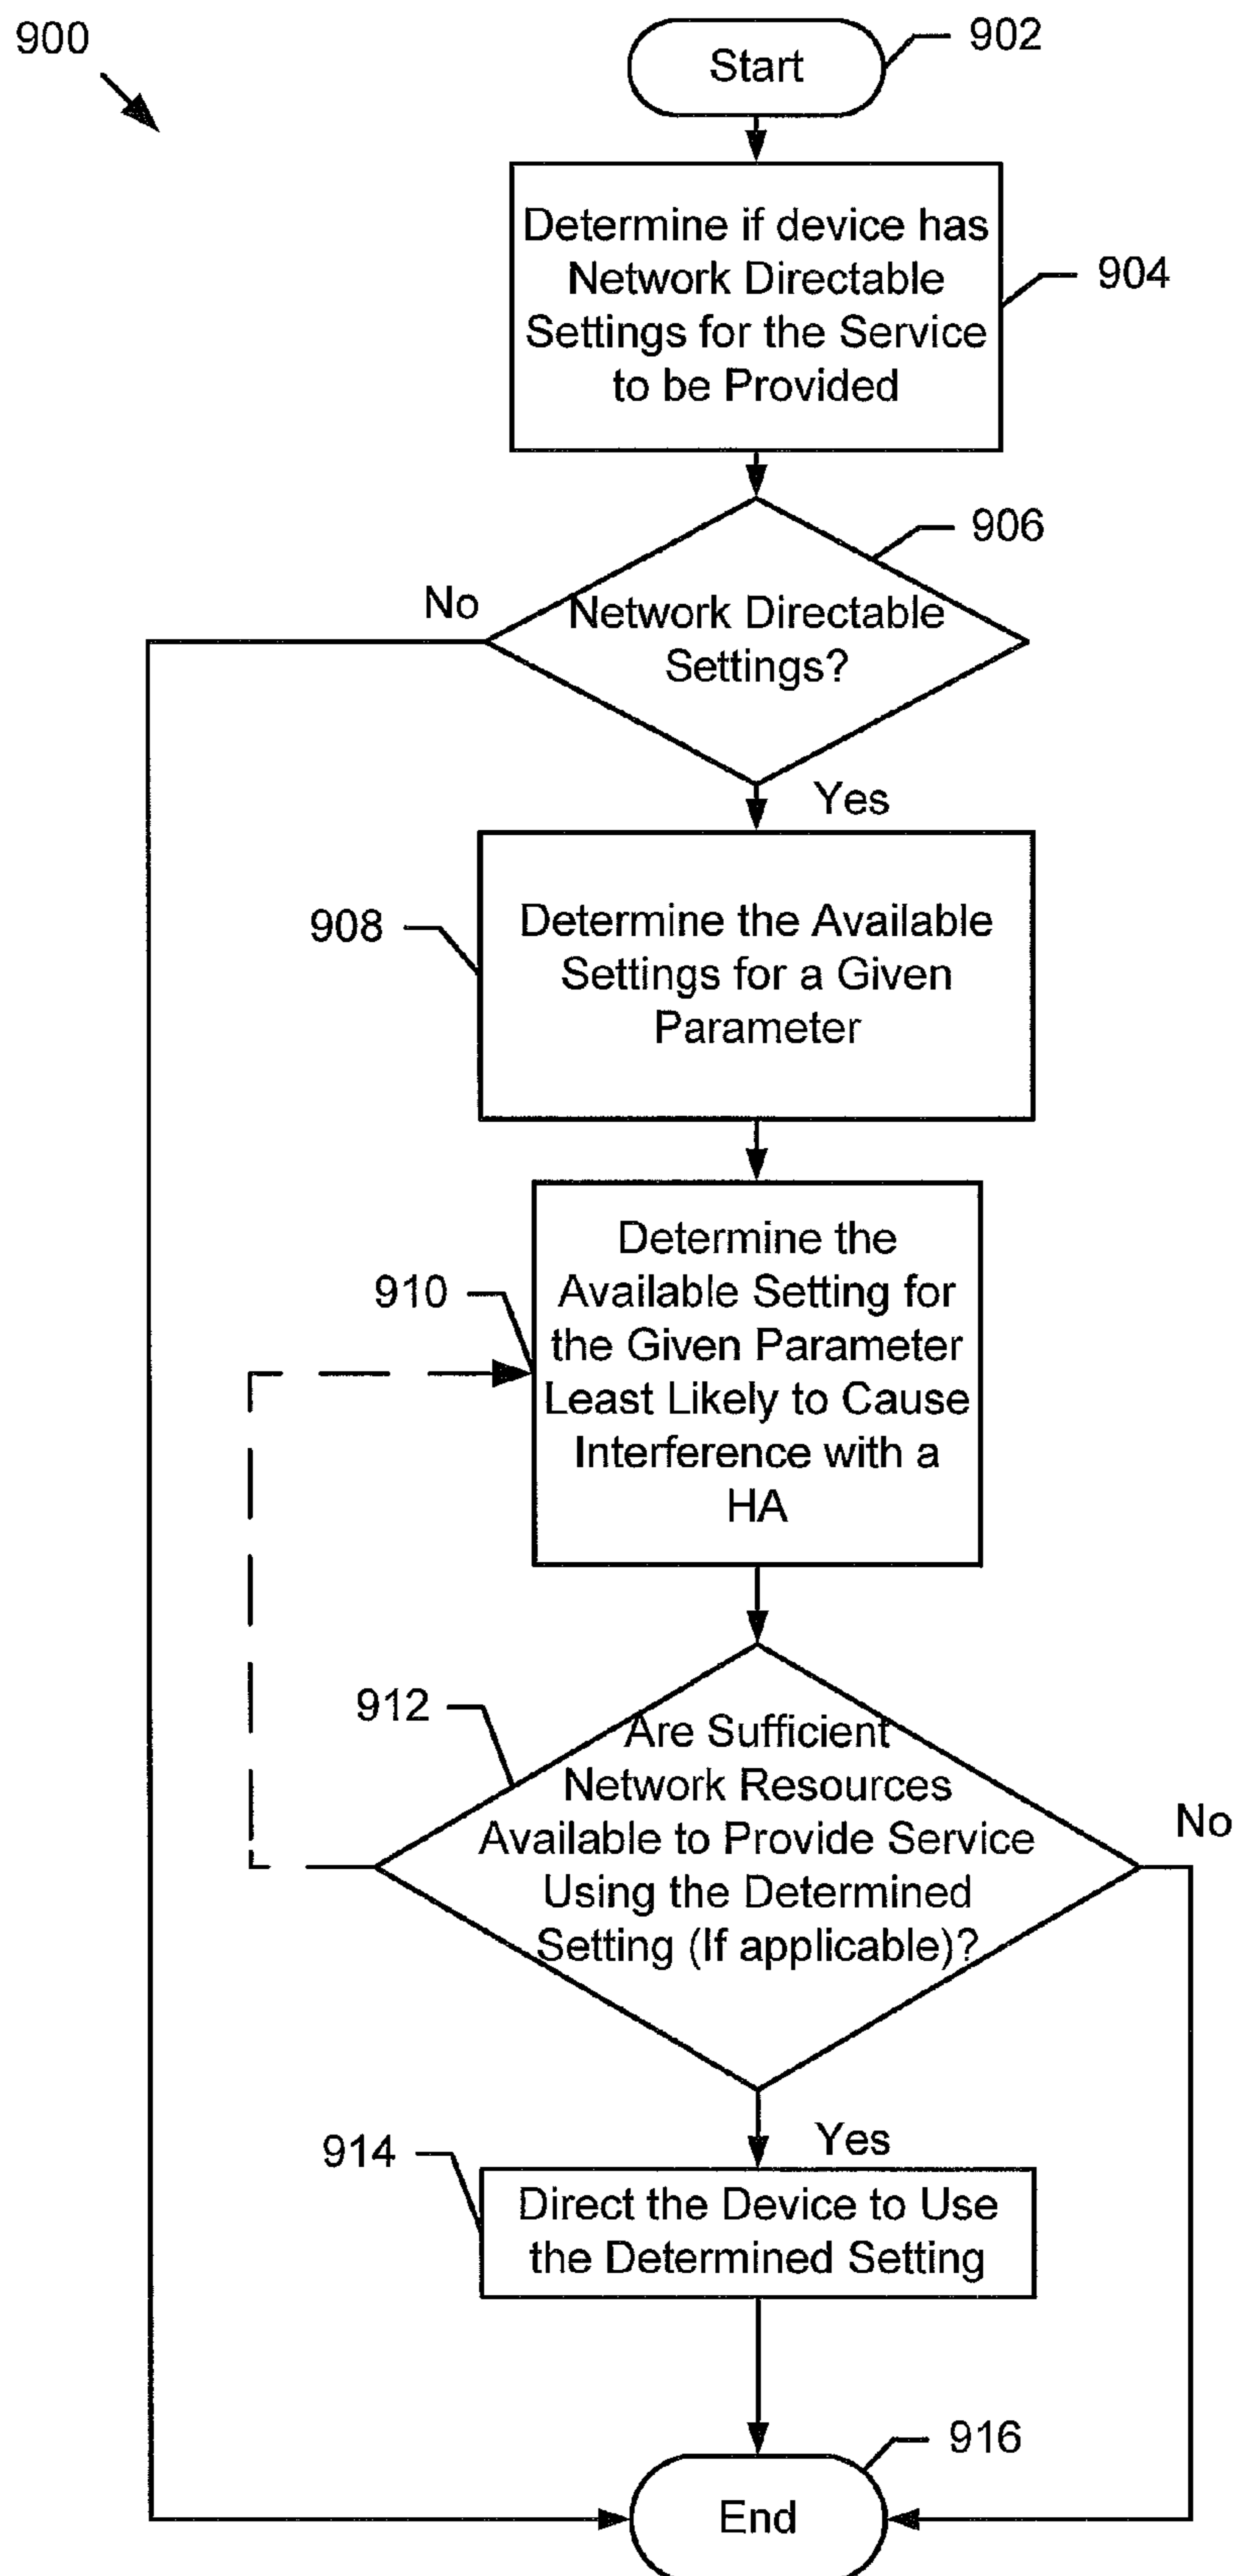 900
Start
902
Determine if device has
Network Directable
Settings for the Service
to be Provided
904
906
No
Network Directable
Settings?
Yes
908
Determine the Available
Settings for a Given
Parameter
910
Determine the
Available Setting for
the Given Parameter
Least Likely to Cause
Interference with a
HA
912
Are Sufficient
Network Resources
Available to Provide Service
Using the Determined
Setting (If applicable)?
No
Yes
914
Direct the Device to Use
the Determined Setting
916
End